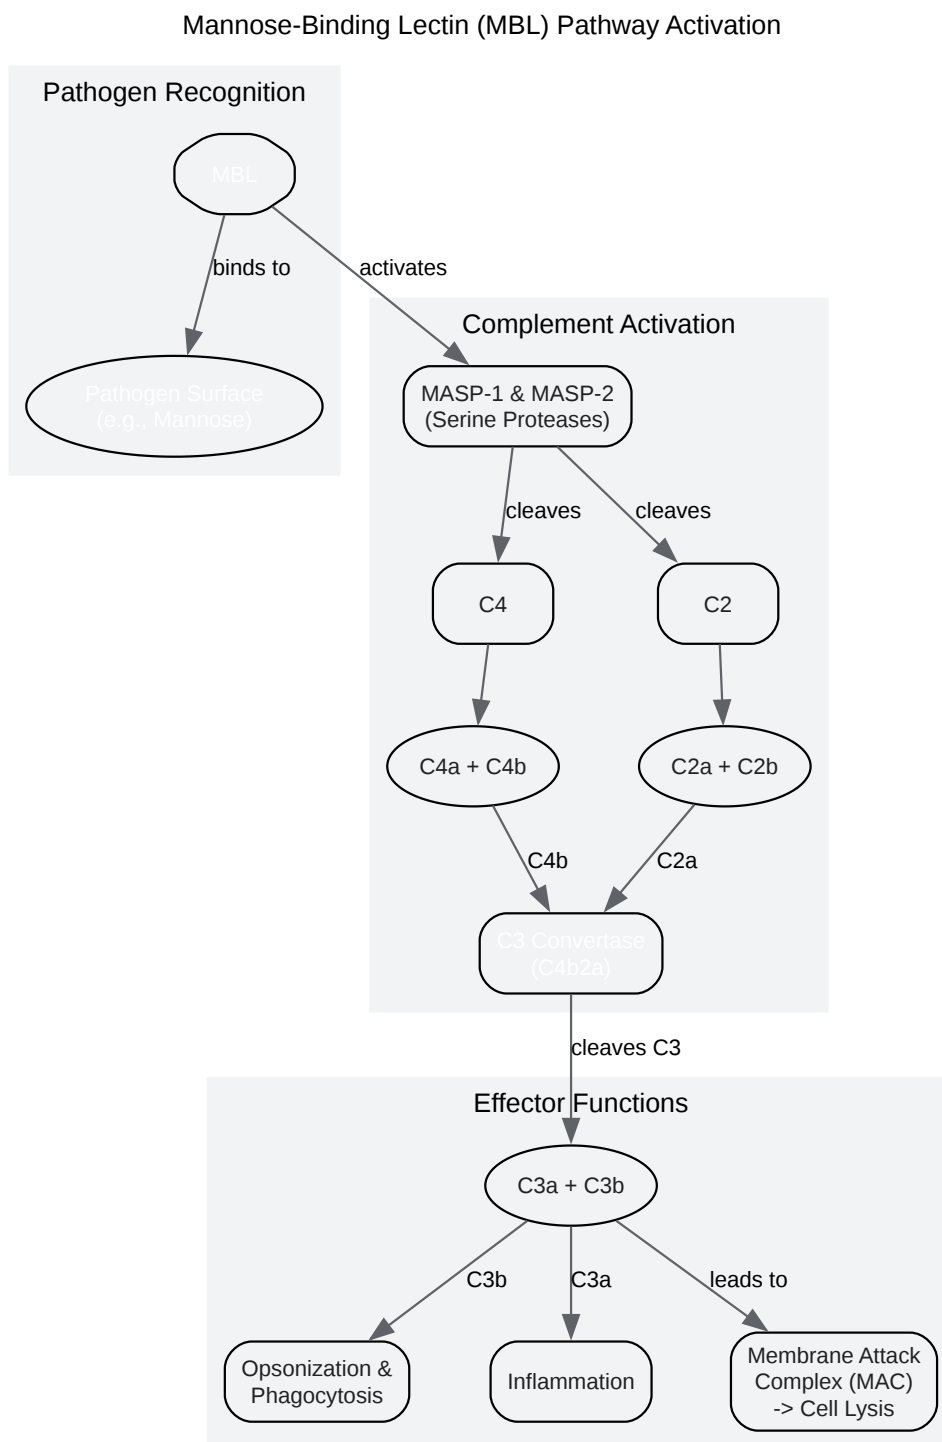 Mannose-Binding Lectin (MBL) Pathway Activation
Pathogen Recognition
MBL
binds to
activates
Pathogen Surface
(e.g., Mannose)
Complement Activation
MASP-1 & MASP-2
(Serine Proteases)
cleaves
cleaves
C4
C2
C4a + C4b
C2a + C2b
C4b
C2a
C3 Convertase
(C4b2a)
cleaves C3
Effector Functions
C3a + C3b
C3b
C3a
leads to
Opsonization &
Phagocytosis
Inflammation
Membrane Attack
Complex (MAC)
-> Cell Lysis